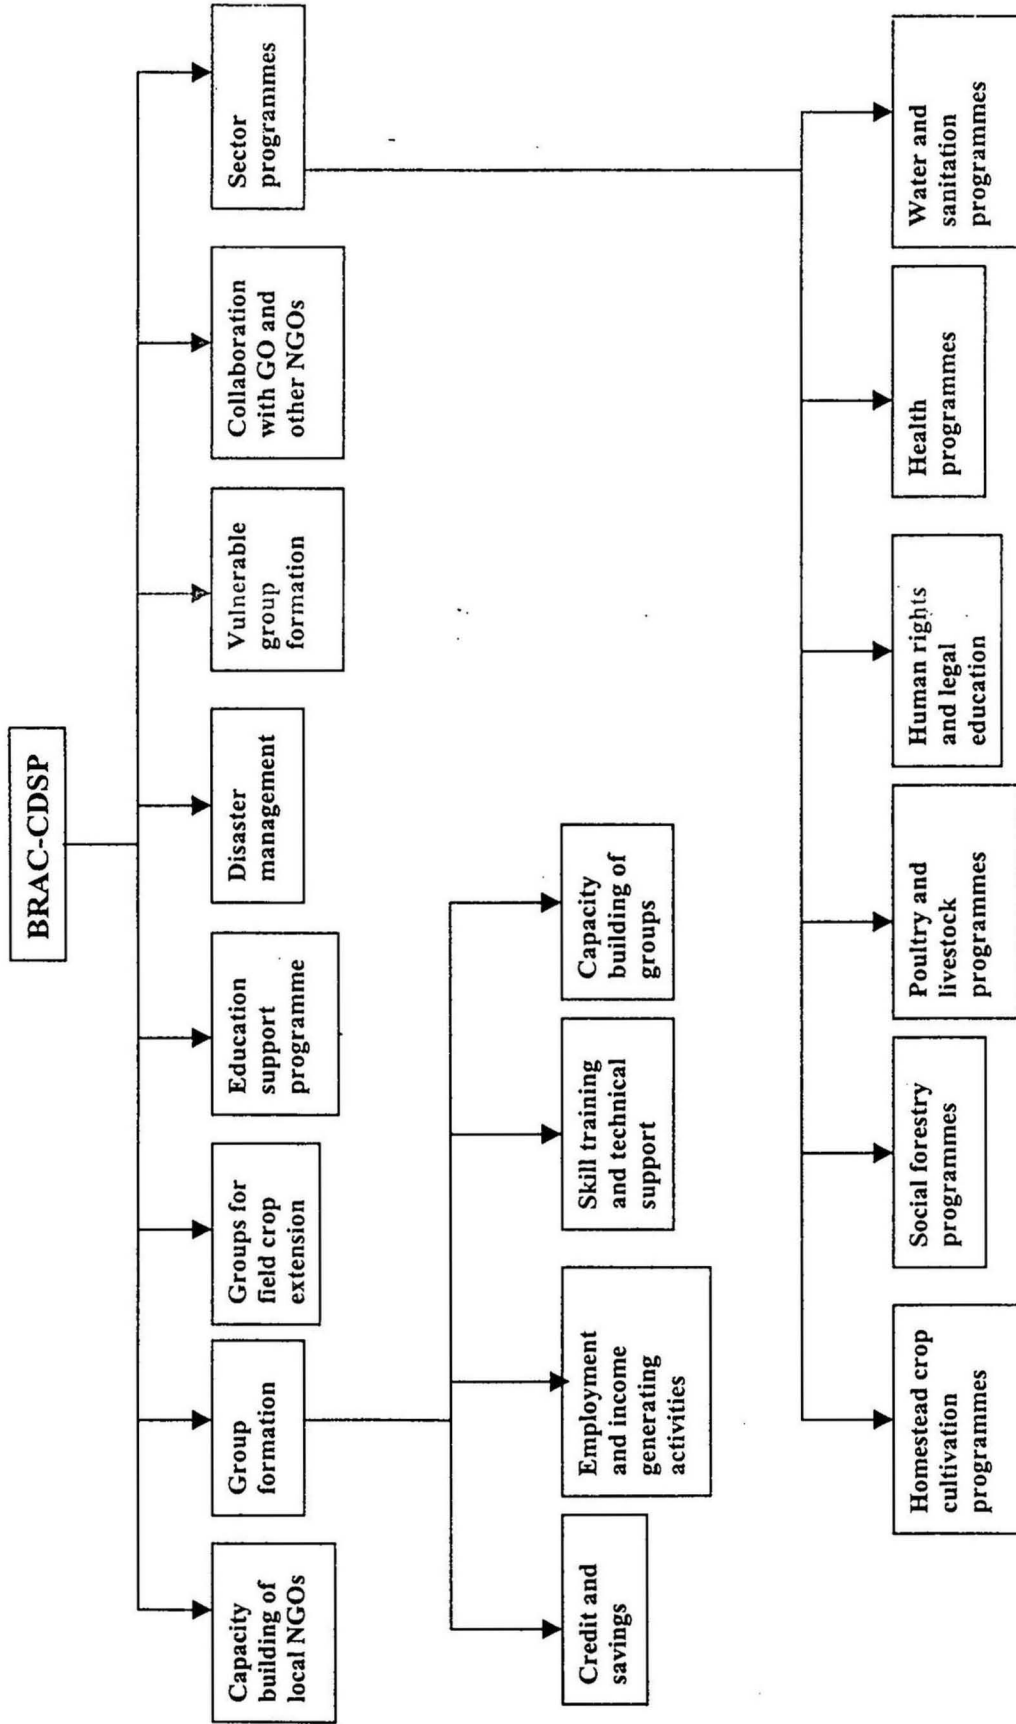 BRAC-CDSP
Capacity
building of
local NGOs
Group
formation
Groups for
field crop
extension
Education
support
programme
Disaster
management
Vulnerable
group
formation
Collaboration
with GO and
other NGOs
Sector
programmes
Credit and
savings
Employment
and income
generating
activities
Skill training
and technical
support
Capacity
building of
groups
Homestead crop
cultivation
programmes
Social forestry
programmes
Poultry and
livestock
programmes
Human rights
and legal
education
Health
programmes
Water and
sanitation
programmes